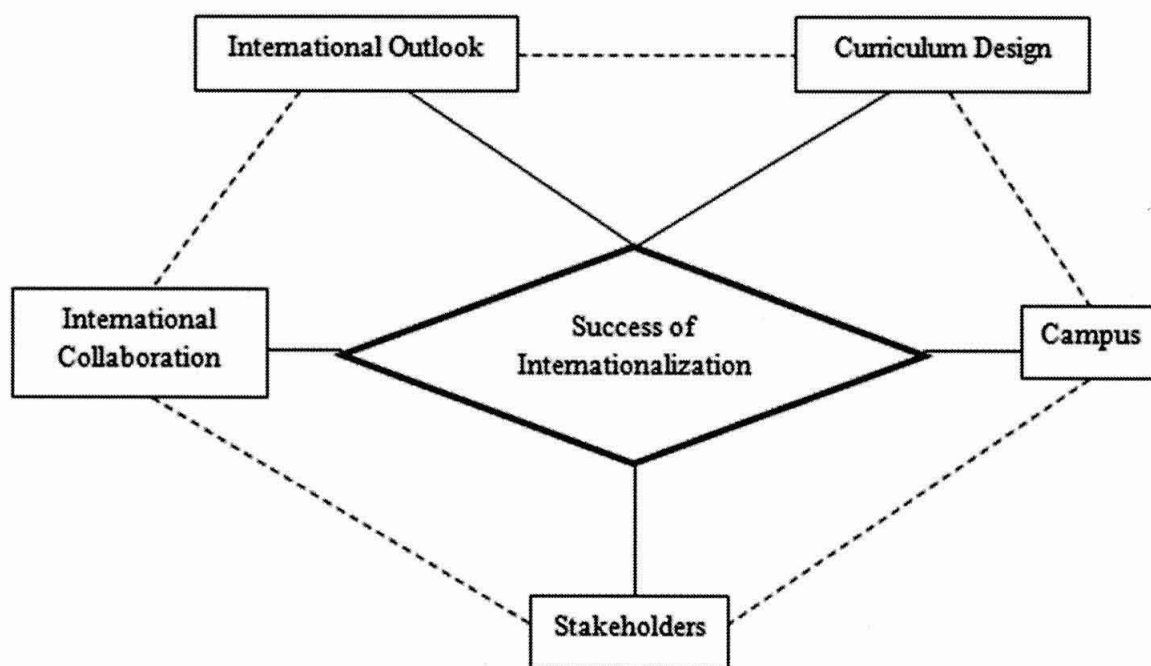 International Outlook
Curriculum Design
International
Collaboration
Success of
Internationalization
Campus
Stakeholders